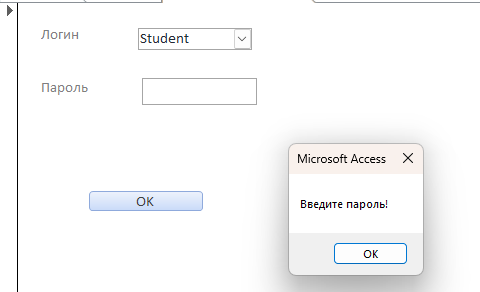 Логин
Student
Пароль
OK
Microsoft Access
Введите пароль!
OK